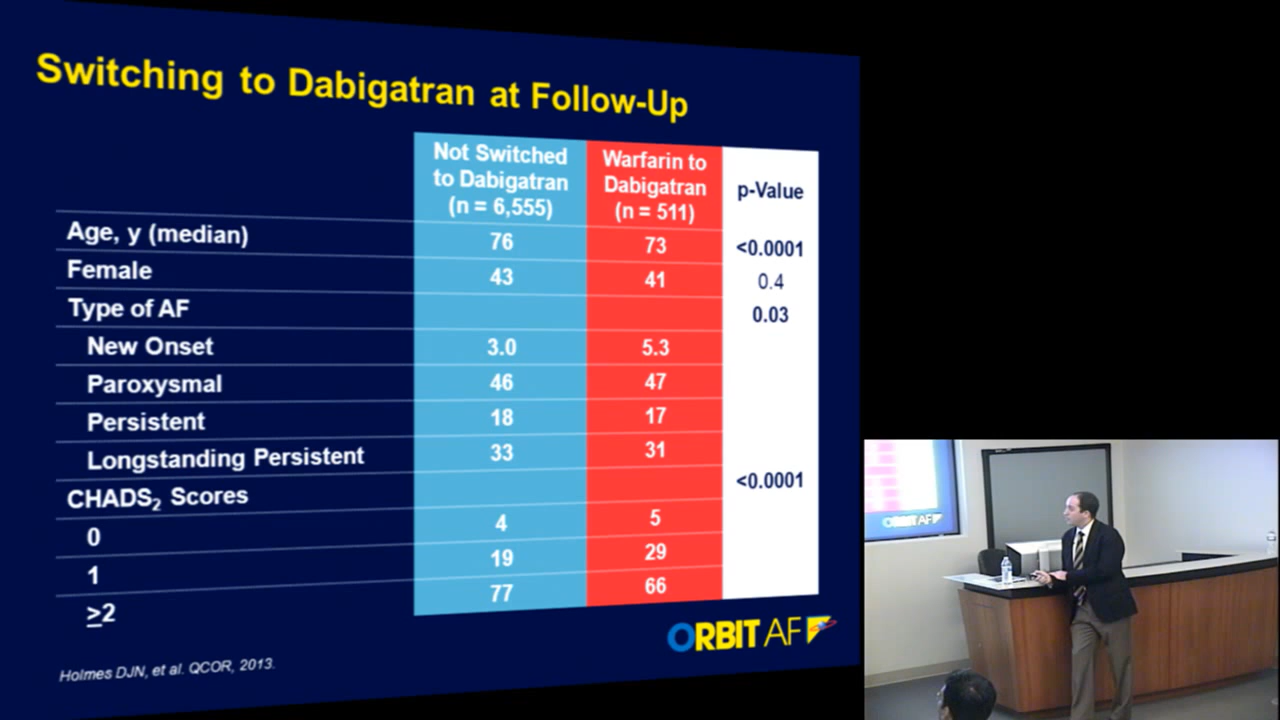 Switching to Dabigatran at Follow-Up
Not Switched to Dabigatran (n = 6,555) Warfarin to Dabigatran (n = 511) p-Value
Age, y (median) 76 73 <0.0001
Female 43 41 0.4
Type of AF 0.03
New Onset 3.0 5.3
Paroxysmal 46 47
Persistent 18 17
Longstanding Persistent 33 31
CHADS2 Scores <0.0001
0 4 5
1 19 29
≥2 77 66
ORBIT AF
Holmes DJN, et al. QCOR, 2013.
ORBIT AF